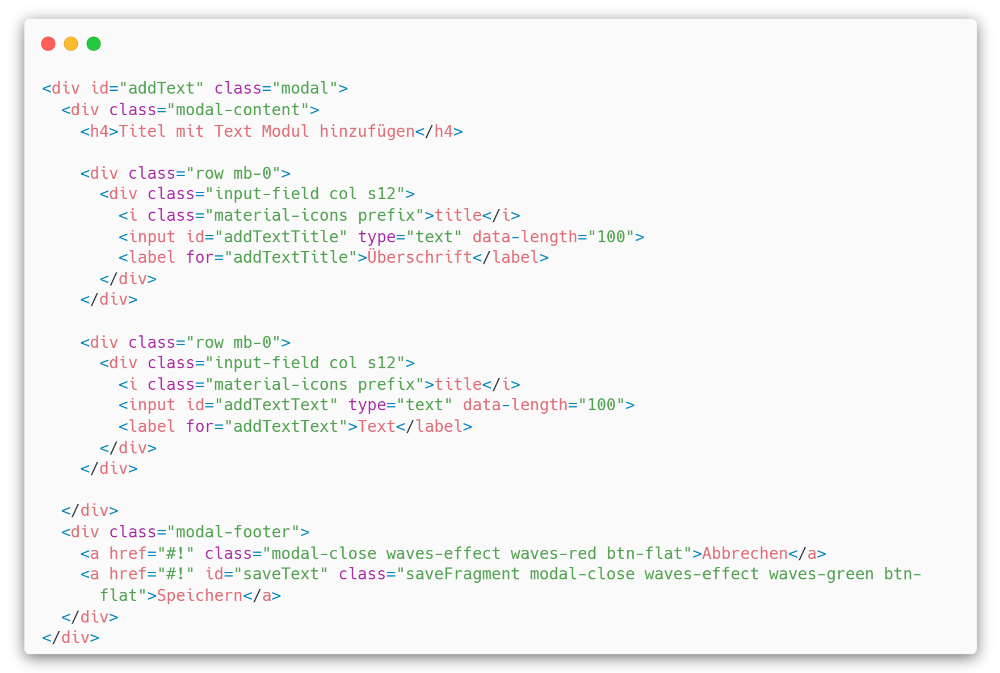 <div id="addText" class="modal">
  <div class="modal-content">
    <h4>Titel mit Text Modul hinzufügen</h4>

    <div class="row mb-0">
      <div class="input-field col s12">
        <i class="material-icons prefix">title</i>
        <input id="addTextTitle" type="text" data-length="100">
        <label for="addTextTitle">Überschrift</label>
      </div>
    </div>

    <div class="row mb-0">
      <div class="input-field col s12">
        <i class="material-icons prefix">title</i>
        <input id="addTextText" type="text" data-length="100">
        <label for="addTextText">Text</label>
      </div>
    </div>

  </div>
  <div class="modal-footer">
    <a href="#!" class="modal-close waves-effect waves-red btn-flat">Abbrechen</a>
    <a href="#!" id="saveText" class="saveFragment modal-close waves-effect waves-green btn-
      flat">Speichern</a>
  </div>
</div>